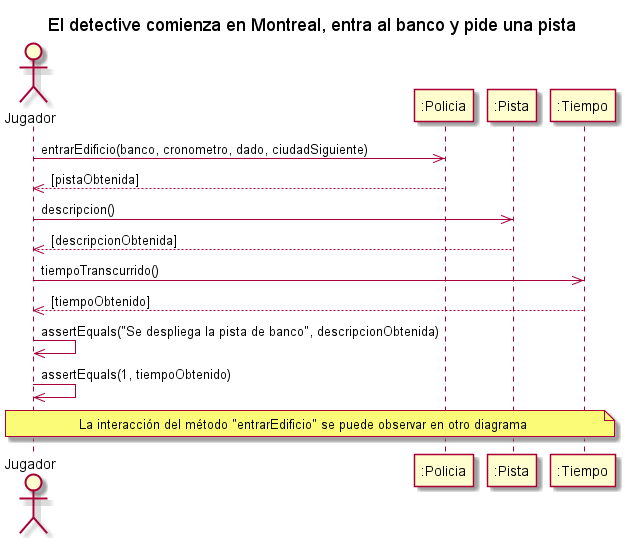 El detective comienza en Montreal, entra al banco y pide una pista
Jugador
:Policia
:Pista
:Tiempo
entrarEdificio(banco, cronometro, dado, ciudadSiguiente)
[pistaObtenida]
descripcion()
[descripcionObtenida]
tiempoTranscurrido()
[tiempoObtenido]
assertEquals("Se despliega la pista de banco", descripcionObtenida)
assertEquals(1, tiempoObtenido)
La interacción del método "entrarEdificio" se puede observar en otro diagrama
Jugador
:Policia
:Pista
:Tiempo